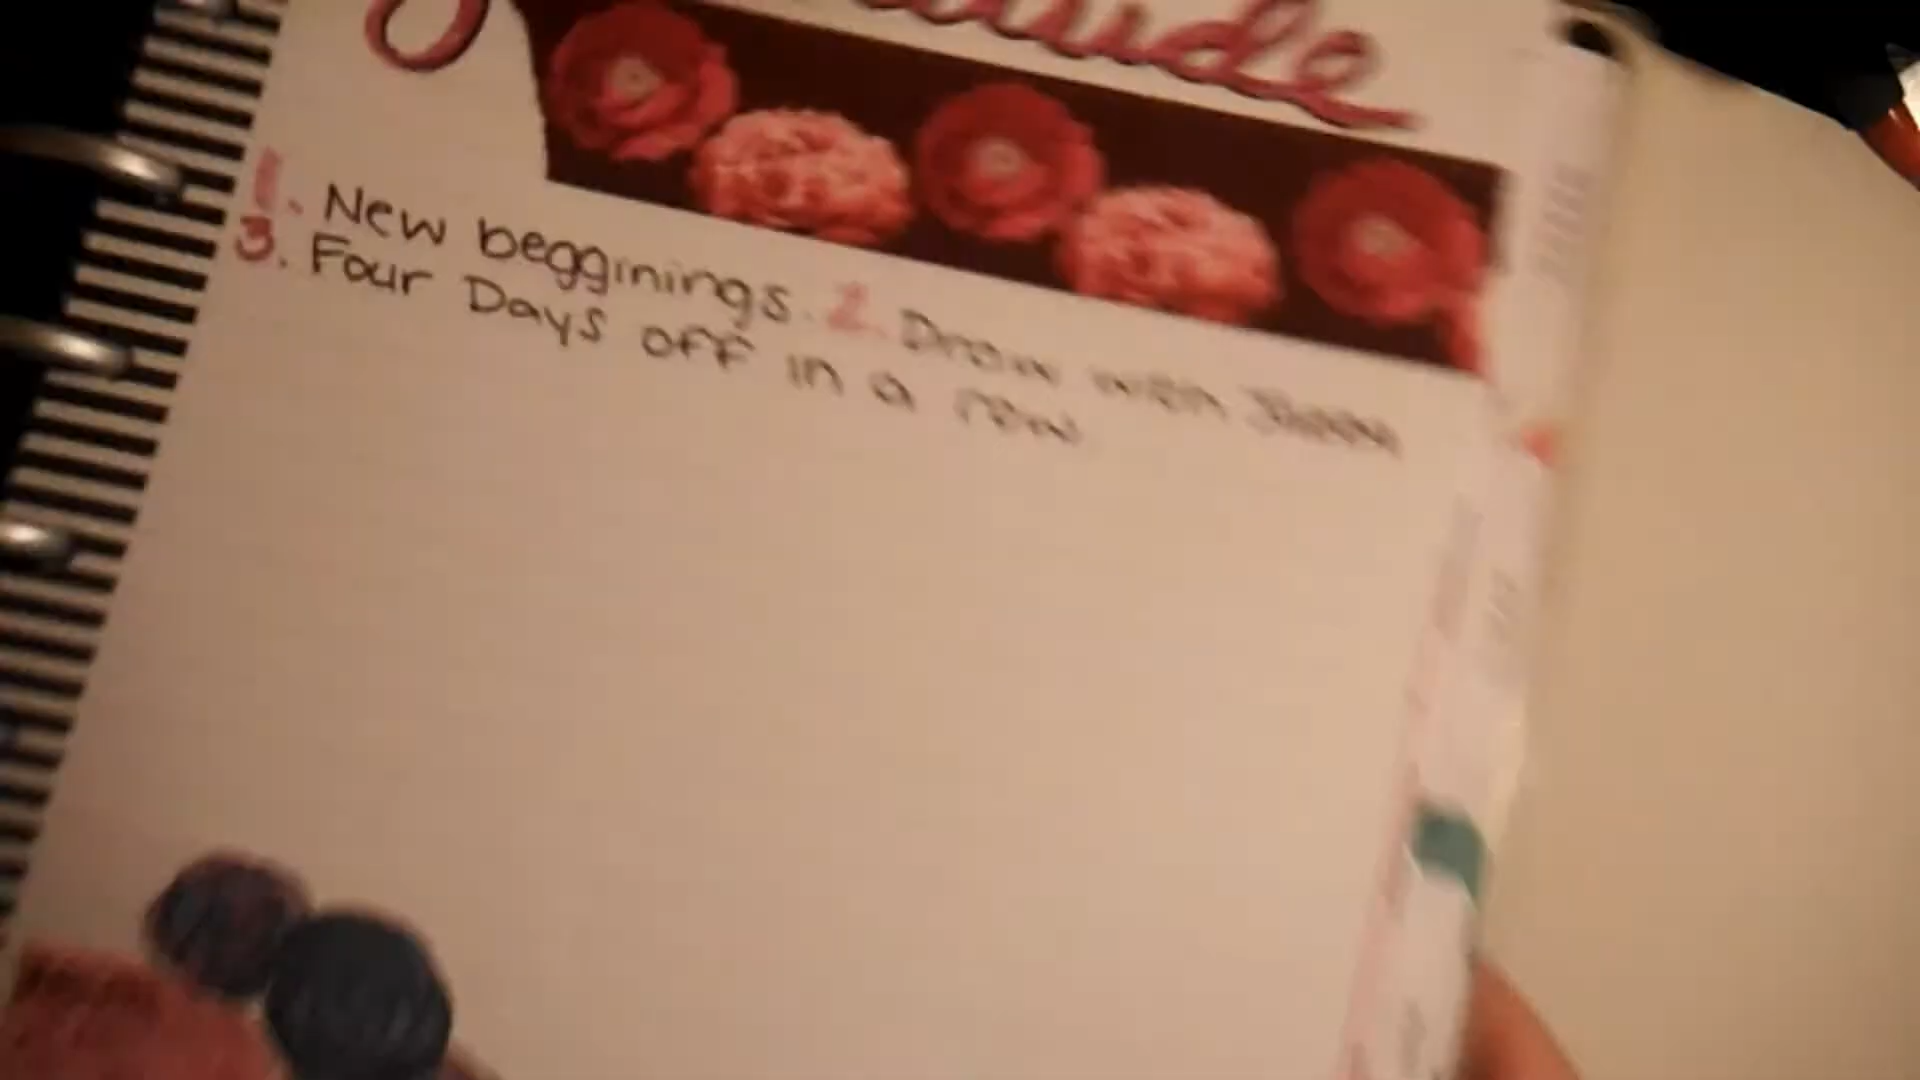 1. New begginings. 2. Draw with
3. Four Days off in a row